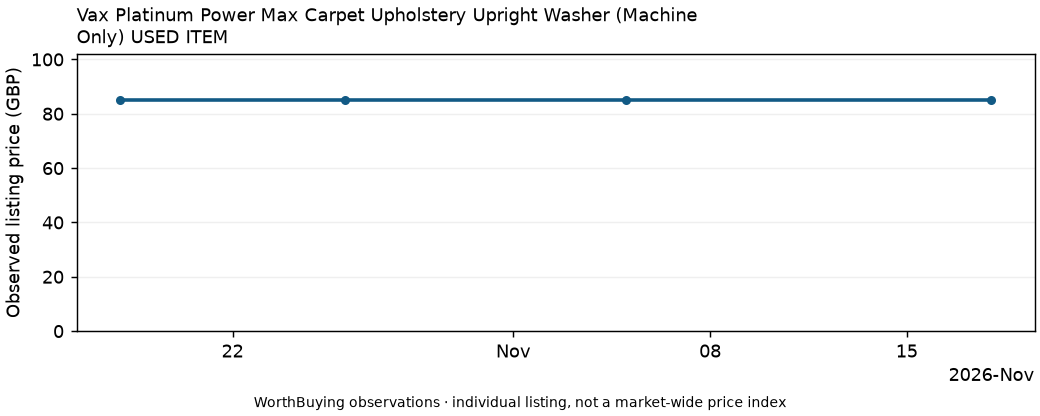 Vax Platinum Power Max Carpet Upholstery Upright Washer (Machine
Only) USED ITEM
Observed listing price (GBP)
100
80
60
40
20
0
22
Nov
08
15
2026-Nov
WorthBuying observations · individual listing, not a market-wide price index